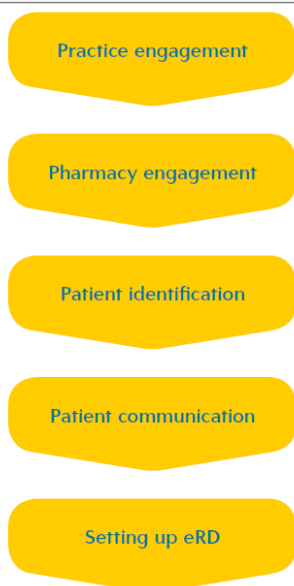 Practice engagement
Pharmacy engagement
Patient identification
Patient communication
Setting up eRD